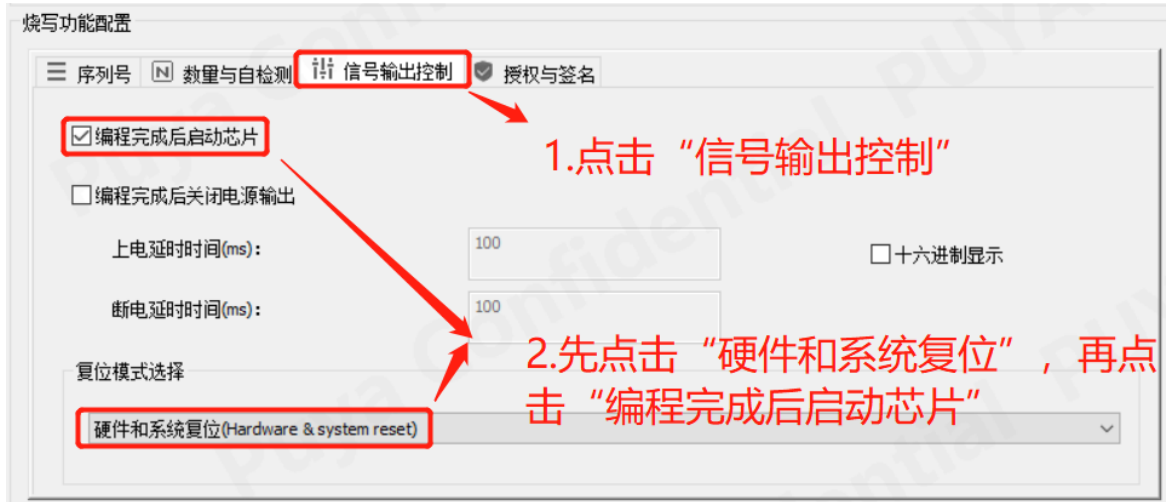 烧写功能配置
序列号 N 数量与自检测 信号输出控制 授权与签名
编程完成后启动芯片
1.点击“信号输出控制”
编程完成后关闭电源输出
上电延时时间(ms): 100 十六进制显示
断电延时时间(ms): 100
2.先点击“硬件和系统复位”，再点
击“编程完成后启动芯片”
复位模式选择
硬件和系统复位(Hardware & system reset)
Puya Confidential PUYA